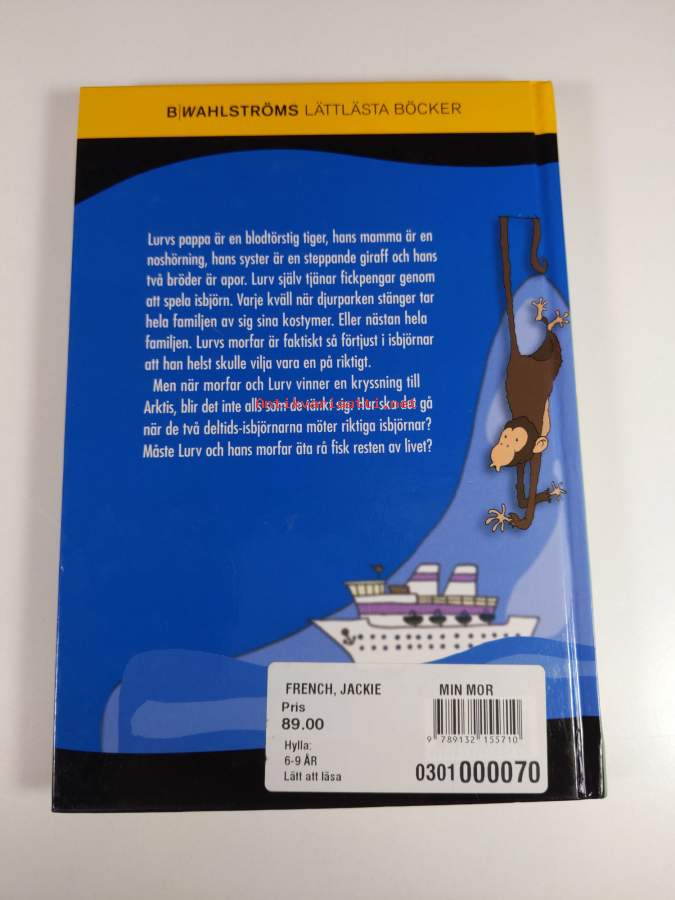 B|WAHLSTRÖMS LÄTTLÄSTA BÖCKER
Lurvs pappa är en blodtörstig tiger, hans mamma är en
noshörning, hans syster är en steppande giraff och hans
två bröder är apor. Lurv själv tjänar fickpengar genom
att spela isbjörn. Varje kväll när djurparken stänger tar
hela familjen av sig sina kostymer. Eller nästan hela
familjen. Lurvs morfar är faktiskt så förtjust i isbjörnar
att han helst skulle vilja vara en på riktigt.
Men när morfar och Lurv vinner en kryssning till
Arktis, blir det inte alls som de tänkt sig. Hur ska det gå
när de två deltids-isbjörnarna möter riktiga isbjörnar?
Måste Lurv och hans morfar äta rå fisk resten av livet?
FRENCH, JACKIE
MIN MOR
Pris
89.00
Hylla:
6-9 ÅR
Lätt att läsa
9 789132 155710
0301 000070